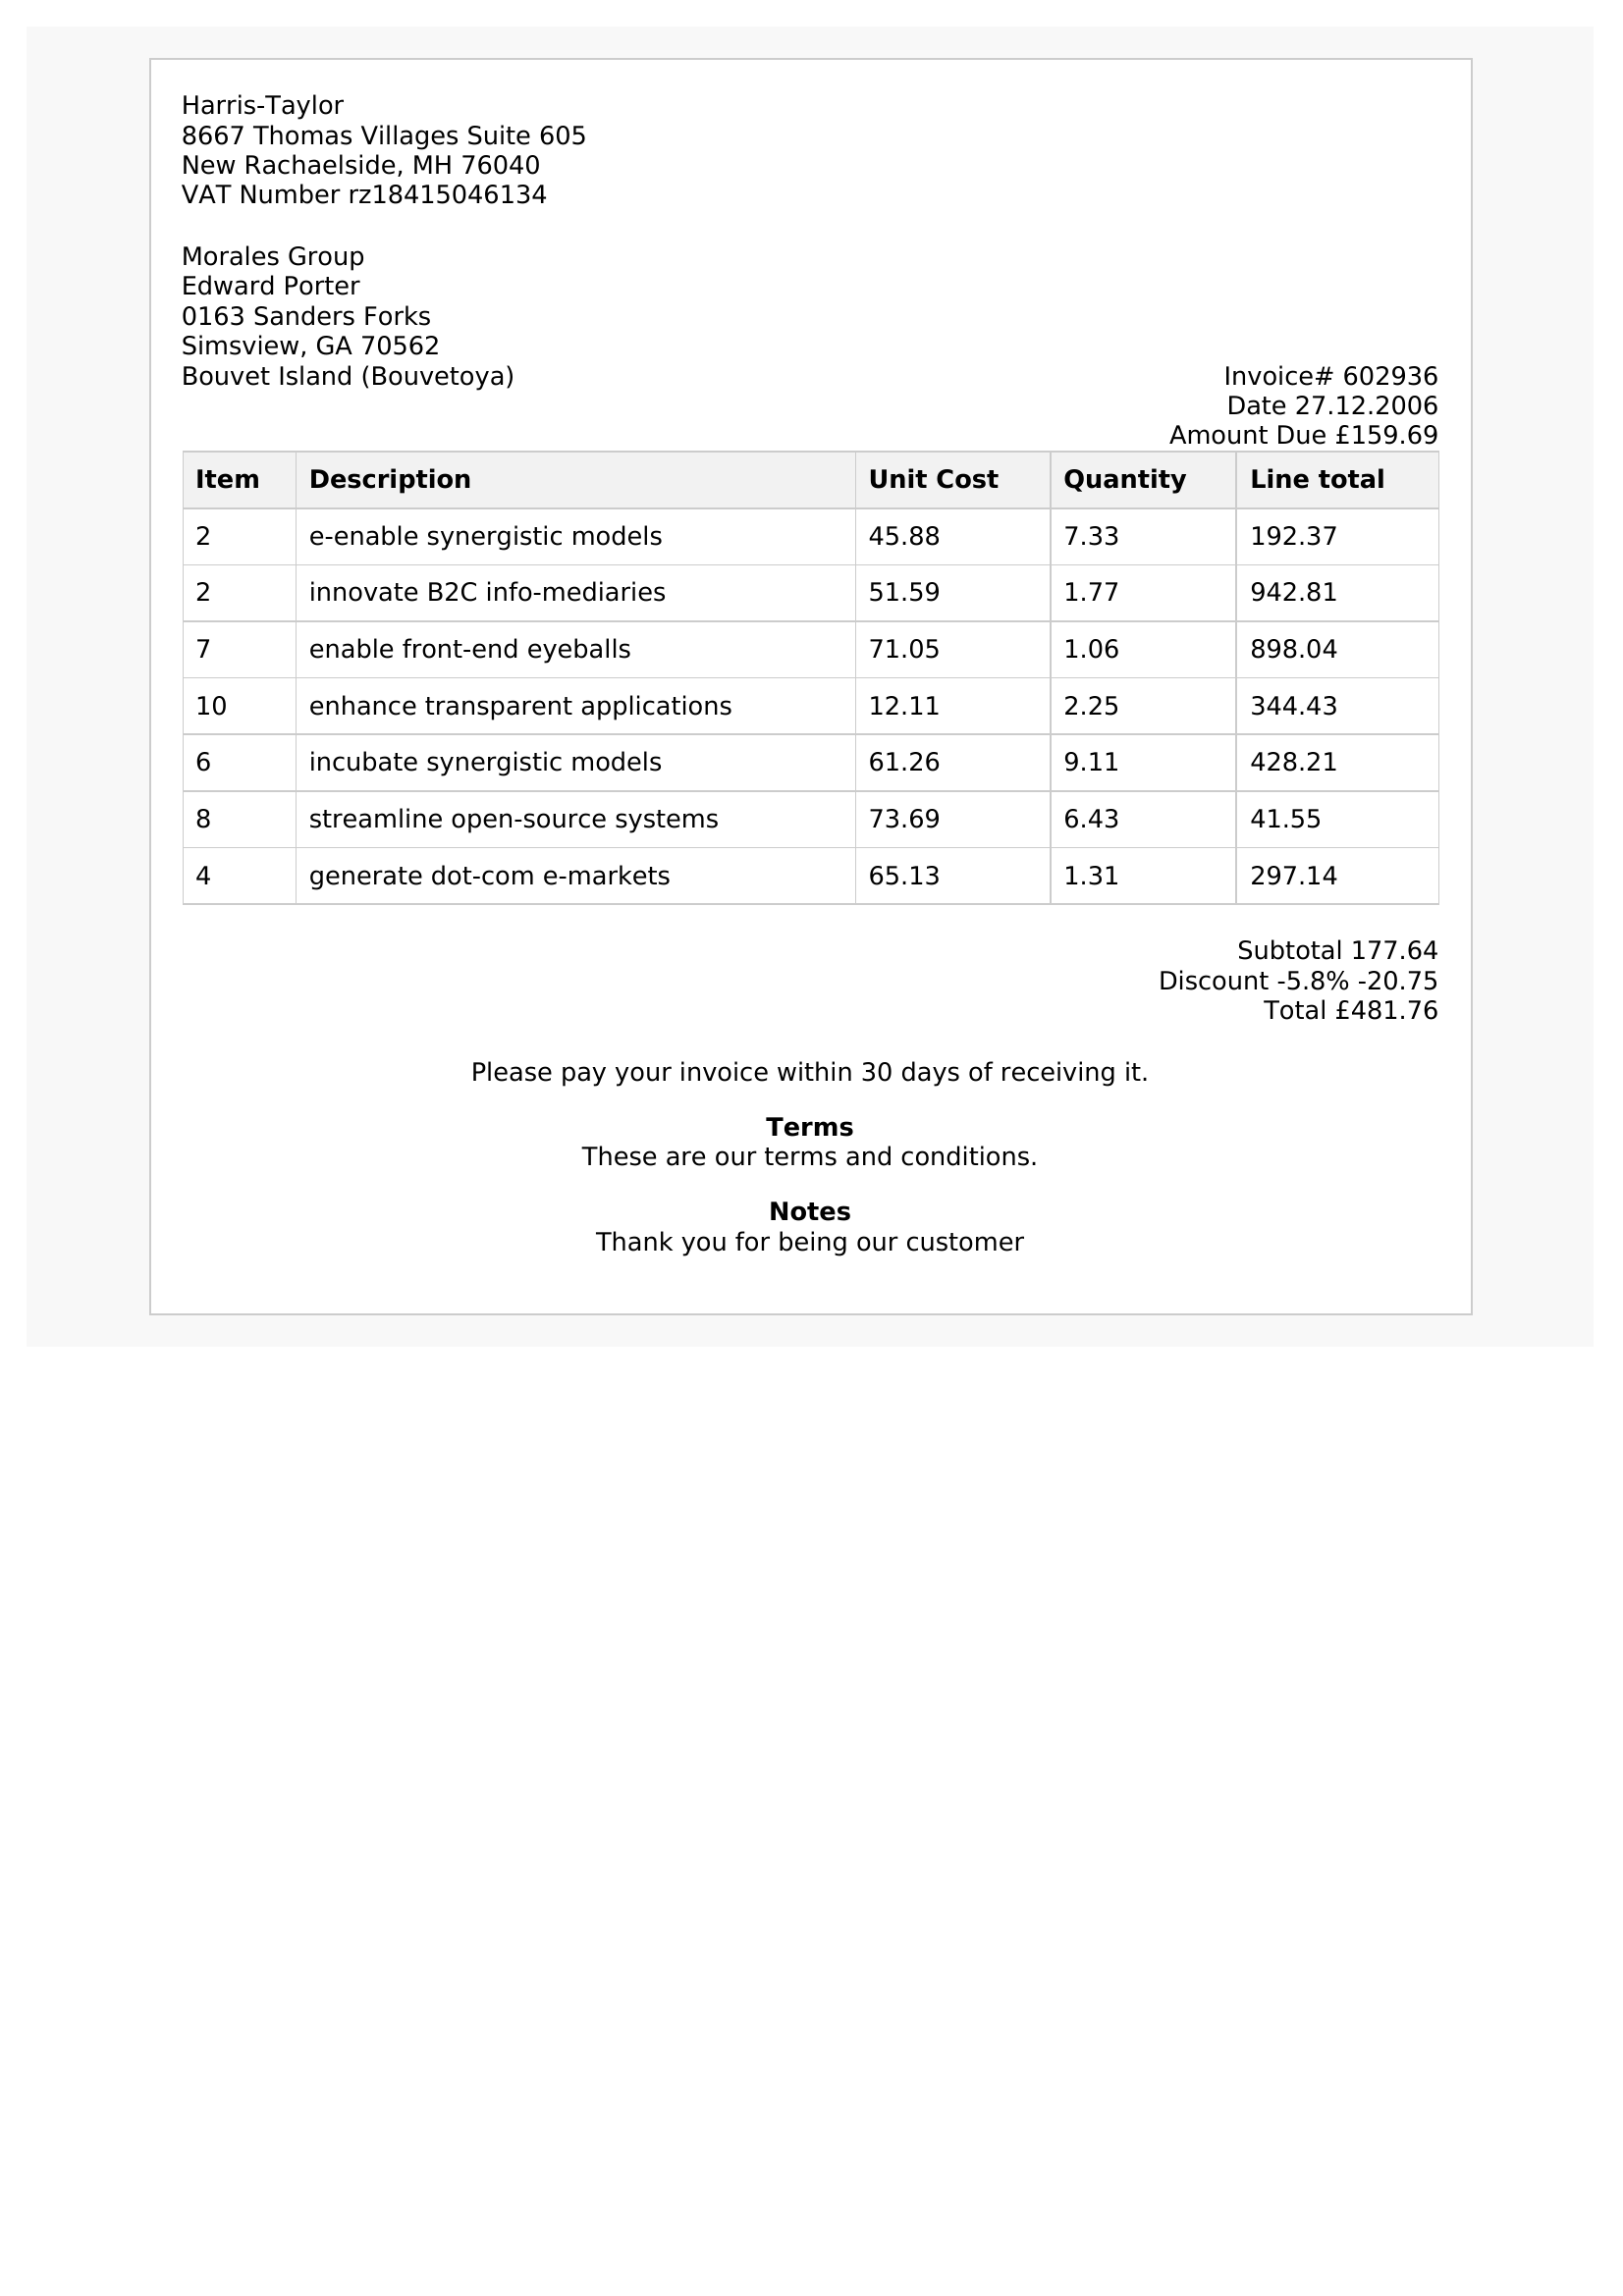 Harris-Taylor
8667 Thomas Villages Suite 605
New Rachaelside, MH 76040
VAT Number rz18415046134
Morales Group
Edward Porter
0163 Sanders Forks
Simsview, GA 70562
Bouvet Island (Bouvetoya)
Invoice# 602936
Date 27.12.2006
Amount Due £159.69
Item Description Unit Cost Quantity Line total
2 e-enable synergistic models 45.88 7.33 192.37
2 innovate B2C info-mediaries 51.59 1.77 942.81
7 enable front-end eyeballs 71.05 1.06 898.04
10 enhance transparent applications 12.11 2.25 344.43
6 incubate synergistic models 61.26 9.11 428.21
8 streamline open-source systems 73.69 6.43 41.55
4 generate dot-com e-markets 65.13 1.31 297.14
Subtotal 177.64
Discount -5.8% -20.75
Total £481.76
Please pay your invoice within 30 days of receiving it.
Terms
These are our terms and conditions.
Notes
Thank you for being our customer